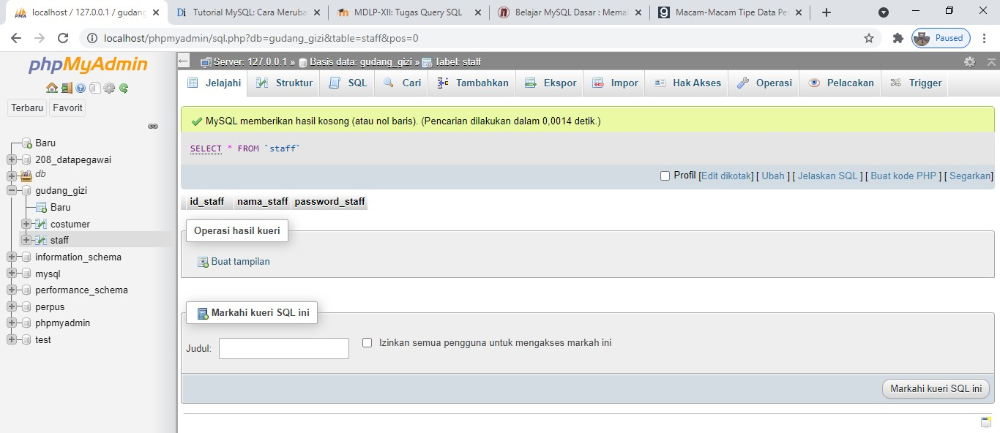 localhost / 127.0.0.1 / gudang
Tutorial MySQL: Cara Meruba
MDLP-XII: Tugas Query SQL
Belajar MySQL Dasar : Mema
Macam-Macam Tipe Data Pe
localhost/phpmyadmin/sql.php?db=gudang_gizi&table=staff&pos=0
Paused
phpMyAdmin
Terbaru Favorit
Baru
208_datapegawai
db
gudang_gizi
Baru
costumer
staff
information_schema
mysql
performance_schema
perpus
phpmyadmin
test
Server: 127.0.0.1 » Basis data: gudang_gizi » Tabel: staff
Jelajahi Struktur SQL Cari Tambahkan Ekspor Impor Hak Akses Operasi Pelacakan Trigger
MySQL memberikan hasil kosong (atau nol baris). (Pencarian dilakukan dalam 0,0014 detik.)
SELECT * FROM `staff`
Profil [Edit dikotak] [ Ubah ] [ Jelaskan SQL ] [ Buat kode PHP ] [ Segarkan]
id_staff nama_staff password_staff
Operasi hasil kueri
Buat tampilan
Markahi kueri SQL ini
Judul: Izinkan semua pengguna untuk mengakses markah ini
Markahi kueri SQL ini